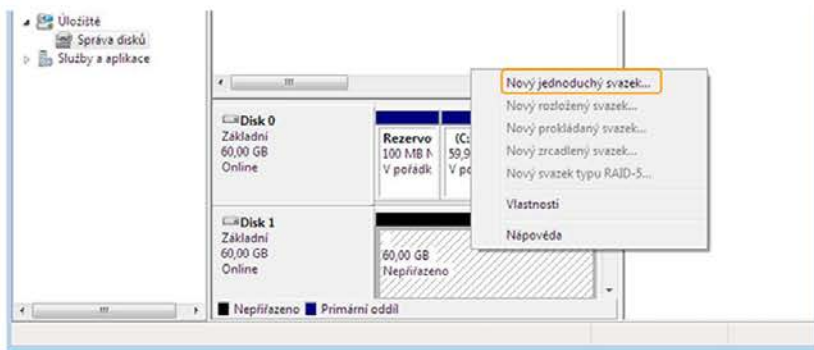 Úložiště
Správa disků
Služby a aplikace
Nový jednoduchý svazek...
Nový rozložený svazek...
Nový prokládaný svazek...
Nový zrcadlený svazek...
Nový svazek typu RAID-5...
Vlastnosti
Nápověda
Disk 0
Základní
60,00 GB
Online
Rezervo
100 MB N
V pořádk
(C:
59,9
V po
Disk 1
Základní
60,00 GB
Online
60,00 GB
Nepřiřazeno
Nepřiřazeno Primární oddíl